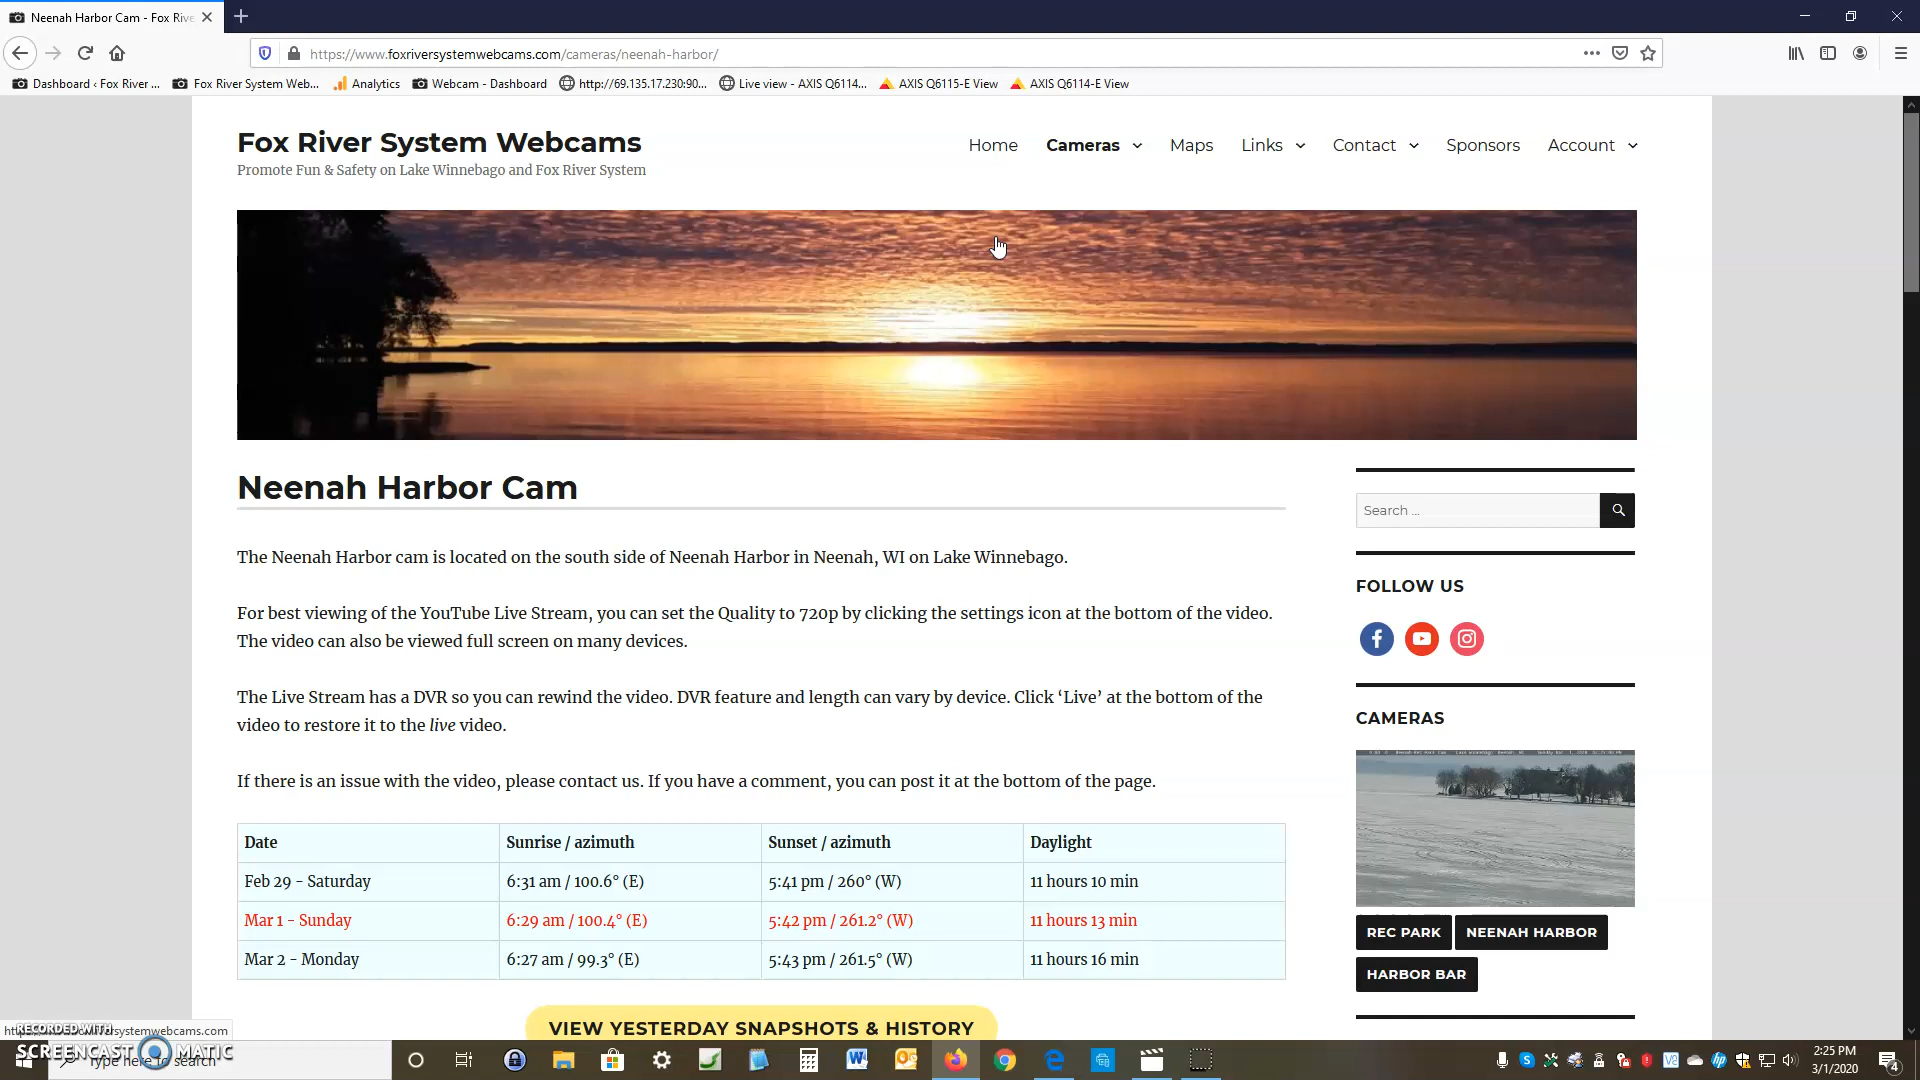 Neenah Harbor Cam - Fox Rive
https://www.foxriversystemwebcams.com/cameras/neenah-harbor/
Dashboard ‹ Fox River ...
Fox River System Web...
Analytics
Webcam - Dashboard
http://69.135.17.230:90...
Live view - AXIS Q6114...
AXIS Q6115-E View
AXIS Q6114-E View
Fox River System Webcams
Promote Fun & Safety on Lake Winnebago and Fox River System
Home Cameras Maps Links Contact Sponsors Account
Neenah Harbor Cam
The Neenah Harbor cam is located on the south side of Neenah Harbor in Neenah, WI on Lake Winnebago.
For best viewing of the YouTube Live Stream, you can set the Quality to 720p by clicking the settings icon at the bottom of the video.
The video can also be viewed full screen on many devices.
The Live Stream has a DVR so you can rewind the video. DVR feature and length can vary by device. Click ‘Live’ at the bottom of the
video to restore it to the live video.
If there is an issue with the video, please contact us. If you have a comment, you can post it at the bottom of the page.
Date Sunrise / azimuth Sunset / azimuth Daylight
Feb 29 - Saturday 6:31 am / 100.6° (E) 5:41 pm / 260° (W) 11 hours 10 min
Mar 1 - Sunday 6:29 am / 100.4° (E) 5:42 pm / 261.2° (W) 11 hours 13 min
Mar 2 - Monday 6:27 am / 99.3° (E) 5:43 pm / 261.5° (W) 11 hours 16 min
VIEW YESTERDAY SNAPSHOTS & HISTORY
Search ...
FOLLOW US
CAMERAS
REC PARK NEENAH HARBOR
HARBOR BAR
RECORDED WITH
SCREENCAST MATIC
Type here to search
2:25 PM
3/1/2020
4